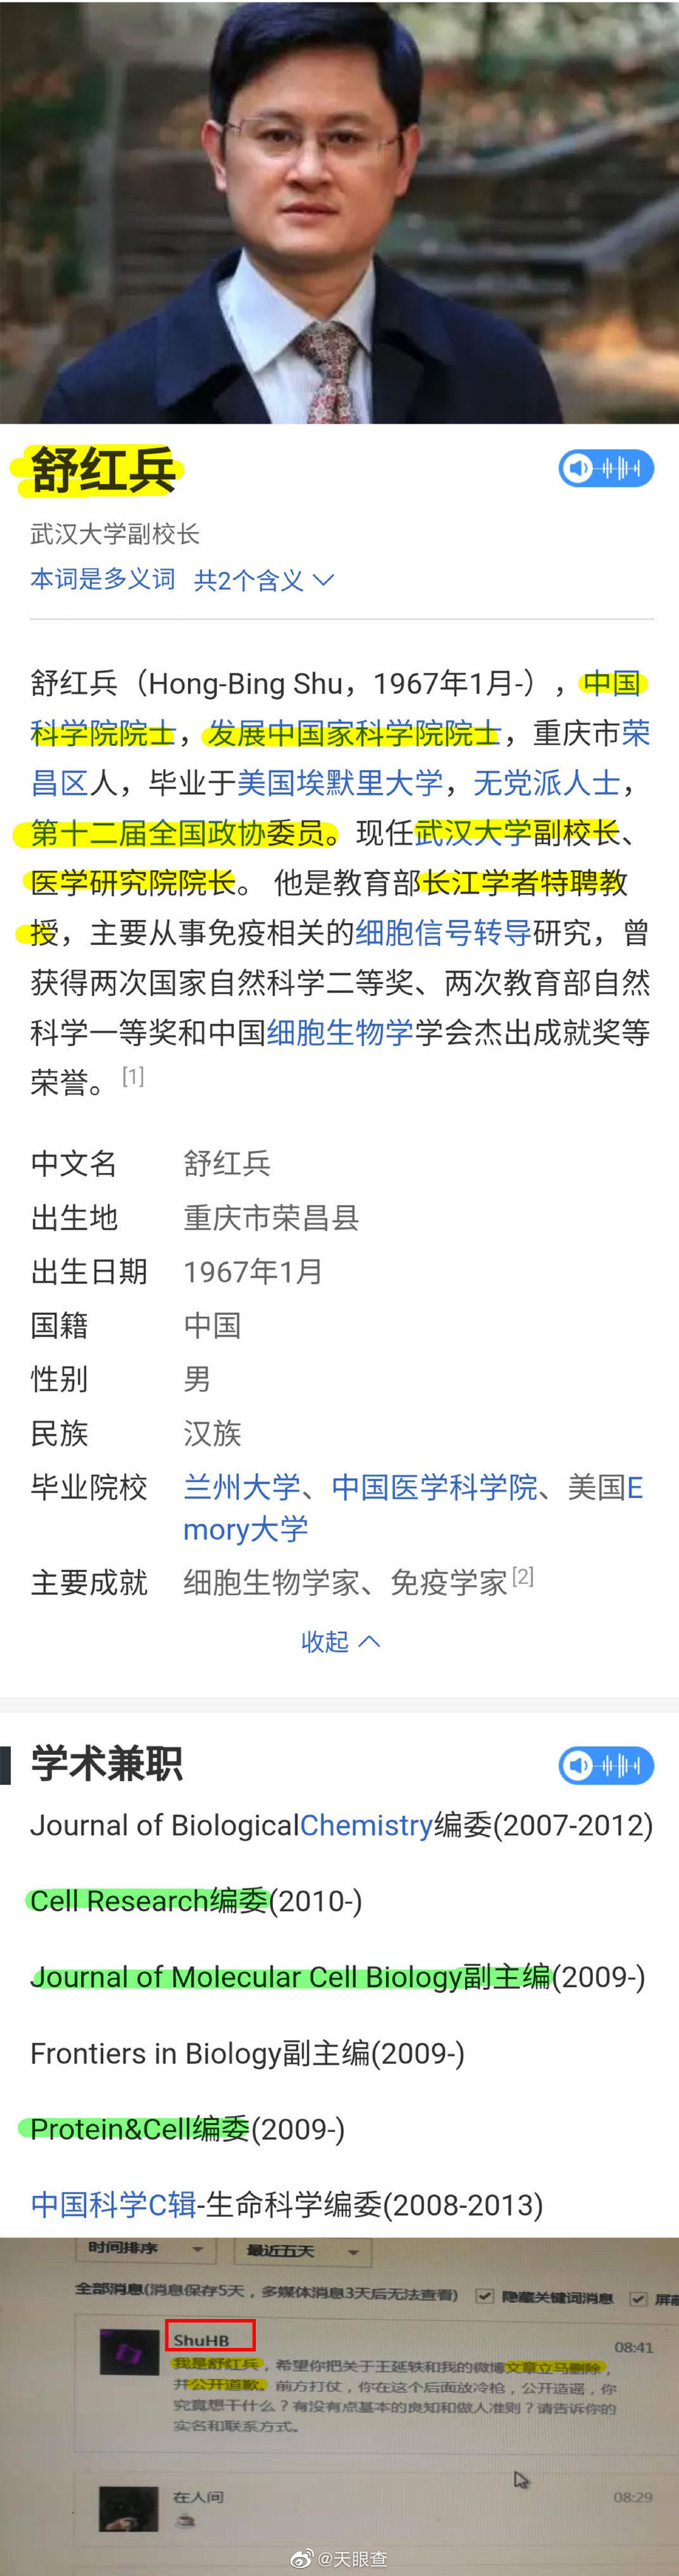 舒红兵
武汉大学副校长
本词是多义词 共2个含义
舒红兵（Hong-Bing Shu，1967年1月-），中国
科学院院士，发展中国家科学院院士，重庆市荣
昌区人，毕业于美国埃默里大学，无党派人士，
第十二届全国政协委员。现任武汉大学副校长、
医学研究院院长。 他是教育部长江学者特聘教
授，主要从事免疫相关的细胞信号转导研究，曾
获得两次国家自然科学二等奖、两次教育部自然
科学一等奖和中国细胞生物学学会杰出成就奖等
荣誉。 [1]
中文名 舒红兵
出生地 重庆市荣昌县
出生日期 1967年1月
国籍 中国
性别 男
民族 汉族
毕业院校 兰州大学、中国医学科学院、美国E
mory大学
主要成就 细胞生物学家、免疫学家 [2]
收起
学术兼职
Journal of BiologicalChemistry编委(2007-2012)
Cell Research编委(2010-)
Journal of Molecular Cell Biology副主编(2009-)
Frontiers in Biology副主编(2009-)
Protein&Cell编委(2009-)
中国科学C辑-生命科学编委(2008-2013)
时间排序 最近五天
全部消息(消息保存5天，多媒体消息3天后无法查看) 隐藏关键词消息 屏蔽
ShuHB 08:41
我是舒红兵，希望你把关于王延轶和我的微博文章立马删除，
并公开道歉。前方打仗，你在这个后面放冷枪，公开造谣，你
究竟想干什么？有没有点基本的良知和做人准则？请告诉你的
实名和联系方式。
在人间 08:29
@天眼查